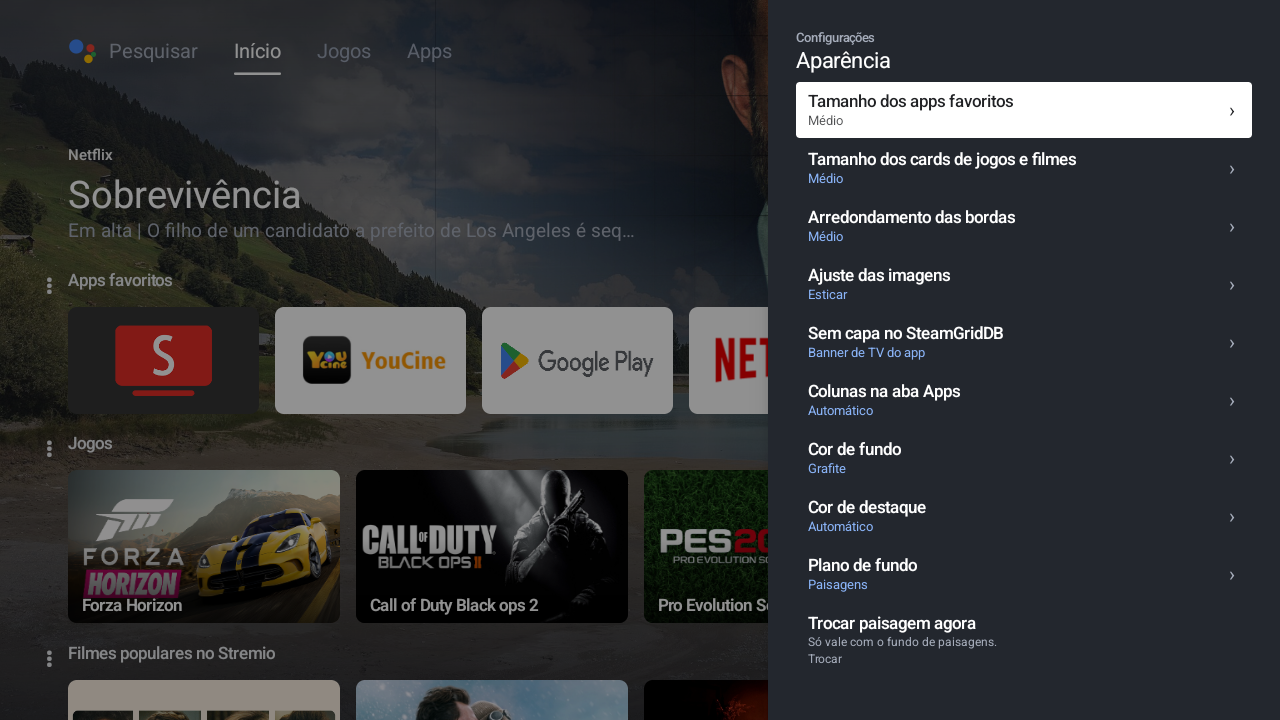 Pesquisar
Início
Jogos
Apps
Netflix
Sobrevivência
Em alta | O filho de um candidato a prefeito de Los Angeles é seq...
Apps favoritos
S
YouCine
YouCine
Google Play
NET
Jogos
FORZA
HORIZON
Forza Horizon
CALL OF DUTY
BLACK OPS II
Call of Duty Black ops 2
PES20
PRO EVOLUTION SO
Pro Evolution So
Filmes populares no Stremio
Configurações
Aparência
Tamanho dos apps favoritos
Médio
Tamanho dos cards de jogos e filmes
Médio
Arredondamento das bordas
Médio
Ajuste das imagens
Esticar
Sem capa no SteamGridDB
Banner de TV do app
Colunas na aba Apps
Automático
Cor de fundo
Grafite
Cor de destaque
Automático
Plano de fundo
Paisagens
Trocar paisagem agora
Só vale com o fundo de paisagens.
Trocar